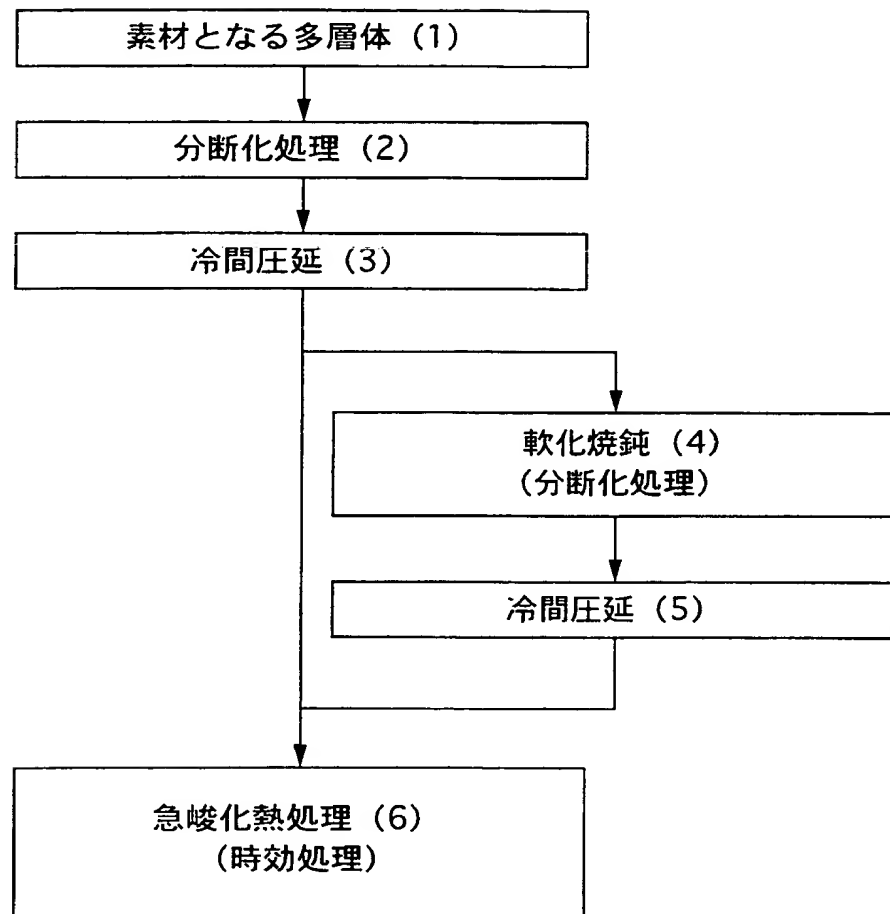 素材となる多層体 (1)
分断化処理 (2)
冷間圧延 (3)
軟化焼鈍 (4)
(分断化処理)
冷間圧延 (5)
急峻化熱処理 (6)
(時効処理)